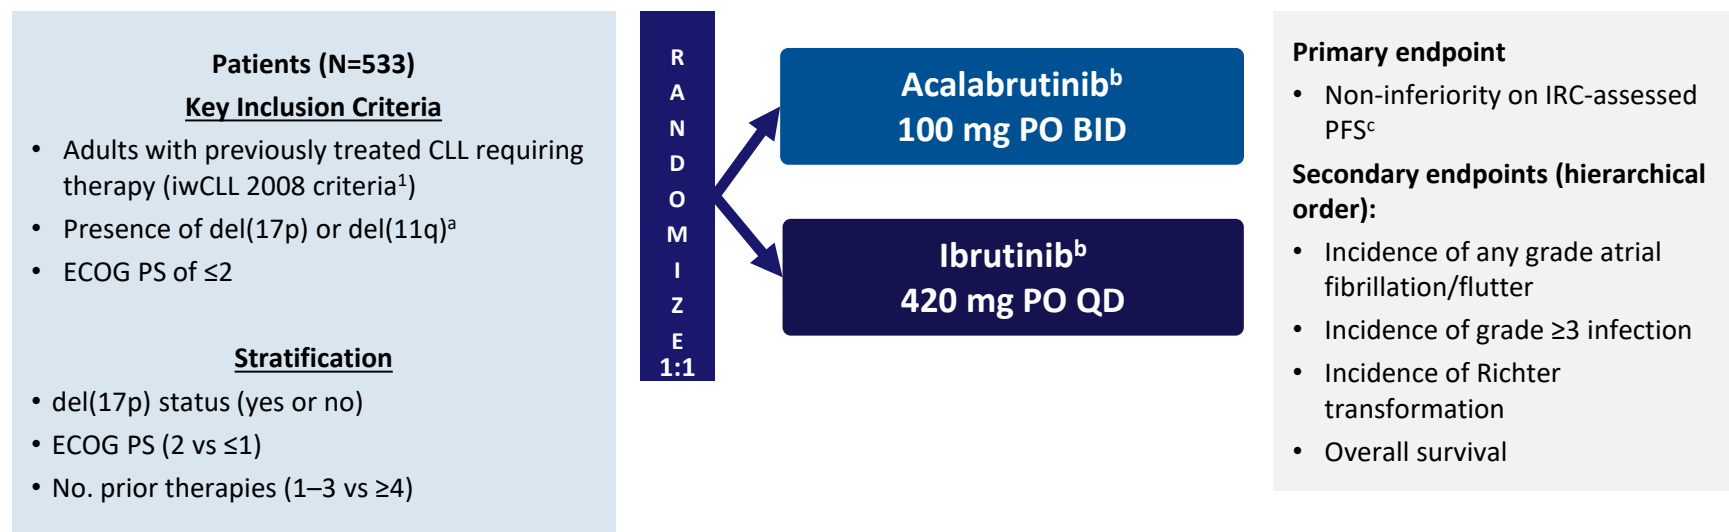 Patients (N=533)
Key Inclusion Criteria
• Adults with previously treated CLL requiring
therapy (iwCLL 2008 criteria¹)
• Presence of del(17p) or del(11q)ᵃ
• ECOG PS of ≤2
Stratification
• del(17p) status (yes or no)
• ECOG PS (2 vs ≤1)
• No. prior therapies (1–3 vs ≥4)
R
A
N
D
O
M
I
Z
E
1:1
Acalabrutinibᵇ
100 mg PO BID
Ibrutinibᵇ
420 mg PO QD
Primary endpoint
• Non-inferiority on IRC-assessed
PFSᶜ
Secondary endpoints (hierarchical
order):
• Incidence of any grade atrial
fibrillation/flutter
• Incidence of grade ≥3 infection
• Incidence of Richter
transformation
• Overall survival